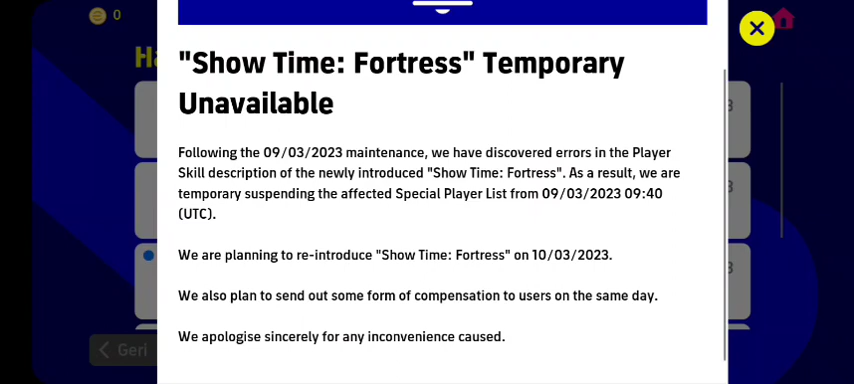 0
"Show Time: Fortress" Temporary
Unavailable
Following the 09/03/2023 maintenance, we have discovered errors in the Player
Skill description of the newly introduced "Show Time: Fortress". As a result, we are
temporary suspending the affected Special Player List from 09/03/2023 09:40
(UTC).
We are planning to re-introduce "Show Time: Fortress" on 10/03/2023.
We also plan to send out some form of compensation to users on the same day.
We apologise sincerely for any inconvenience caused.
Geri